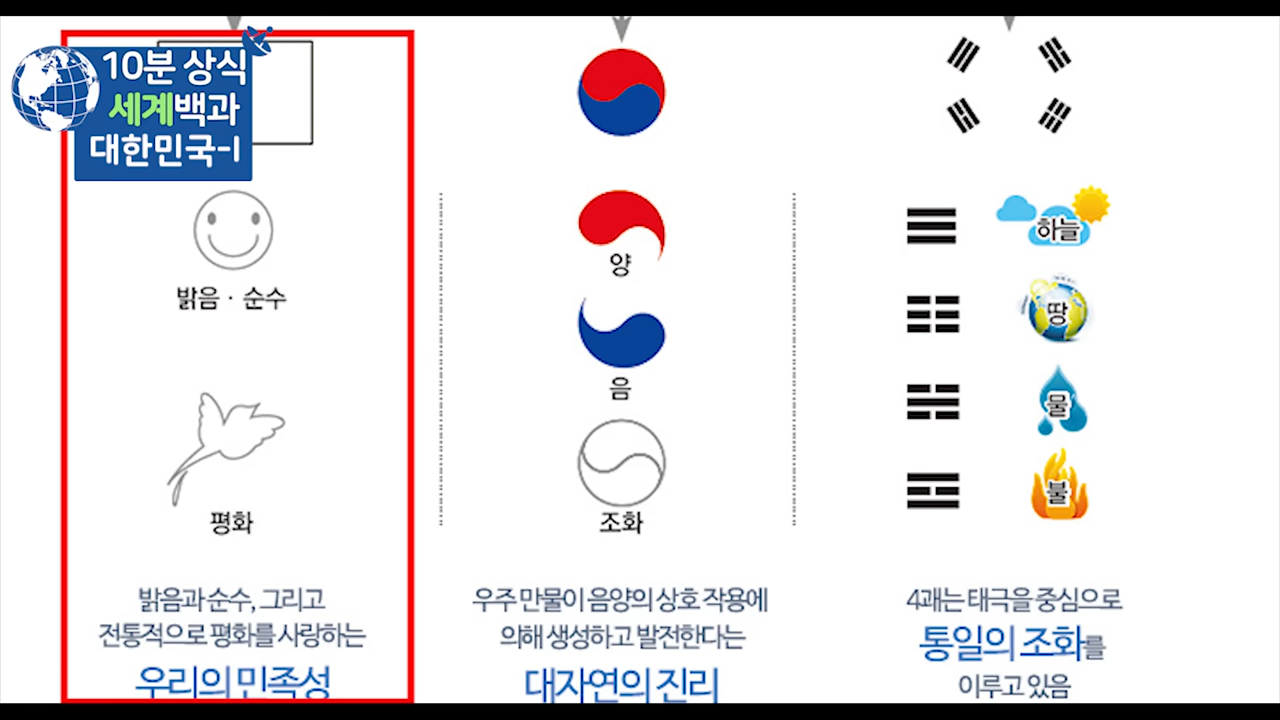 10분 상식
세계백과
대한민국-I
밝음 · 순수
평화
밝음과 순수, 그리고
전통적으로 평화를 사랑하는
우리의 민족성
양
음
조화
우주 만물이 음양의 상호 작용에
의해 생성하고 발전한다는
대자연의 진리
하늘
땅
물
불
4괘는 태극을 중심으로
통일의 조화를
이루고 있음